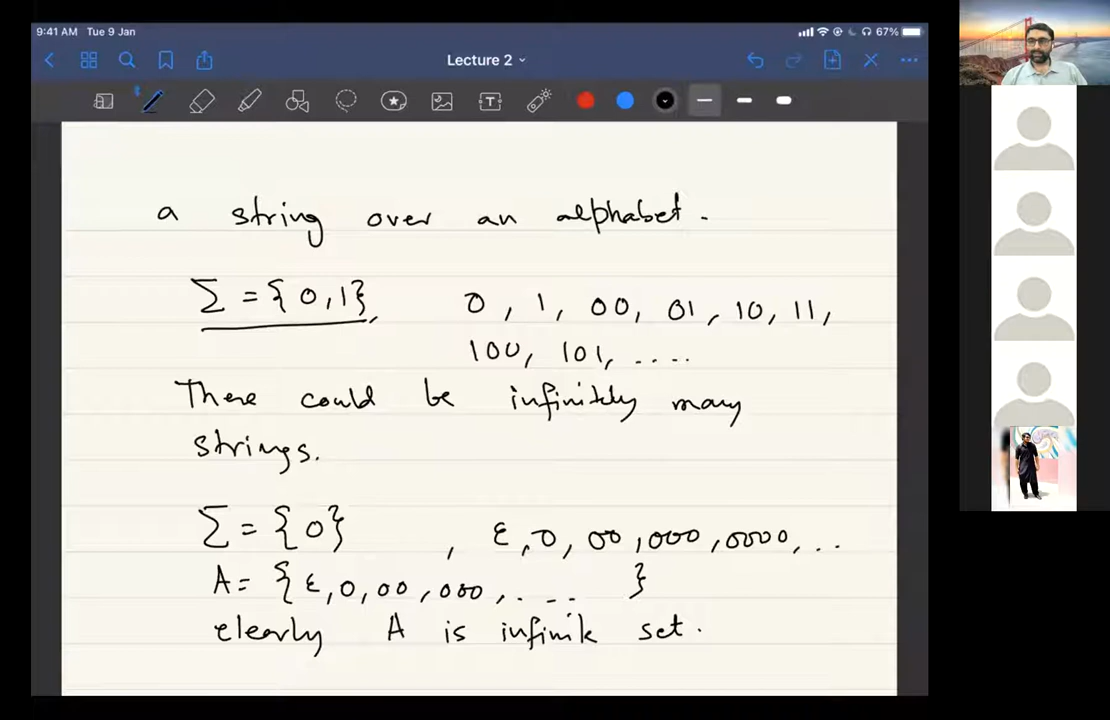 9:41 AM Tue 9 Jan
67%
Lecture 2
a string over an alphabet.
Σ = {0,1}, 0, 1, 00, 01, 10, 11,
100, 101, ....
There could be infinitely many
strings.
Σ = {0} , ε, 0, 00, 000, 0000, ...
A = {ε, 0, 00, 000, .... }
clearly A is infinite set.